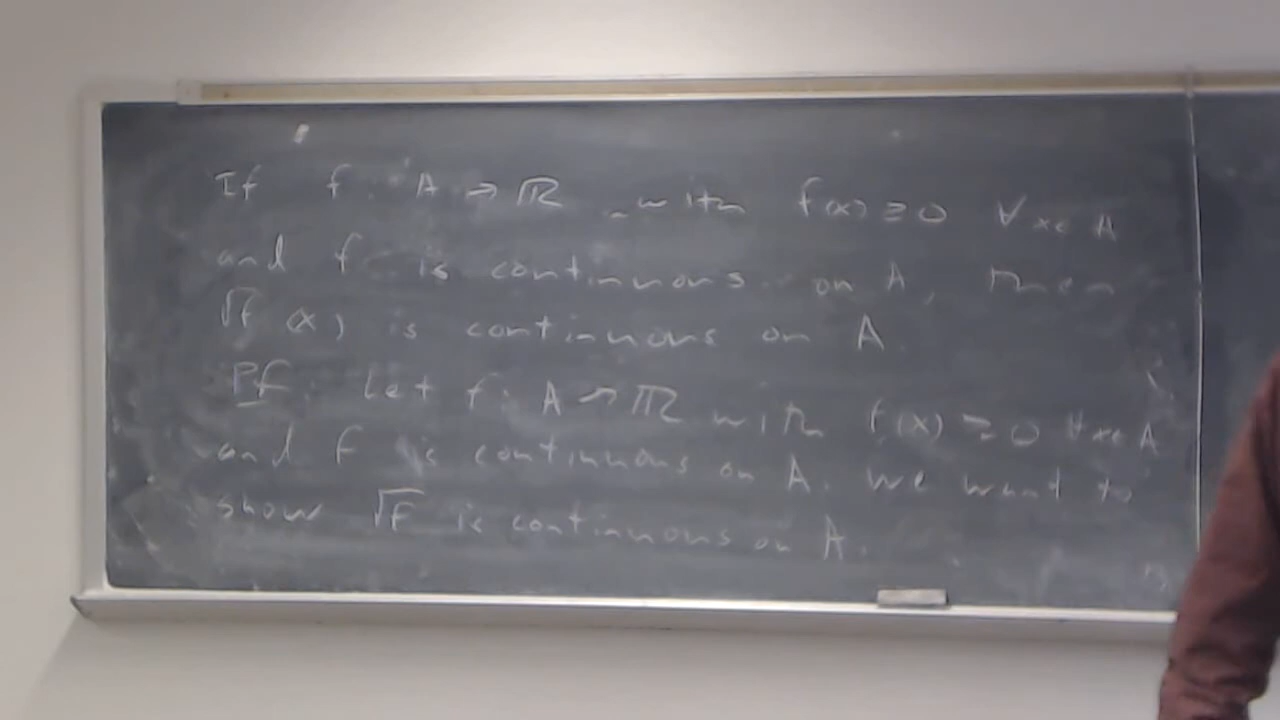 If f : A → ℝ with f(x) ≥ 0 ∀x∈A
and f is continuous on A, then
√f (x) is continuous on A.
Pf: Let f: A → ℝ with f(x) ≥ 0 ∀x∈A
and f is continuous on A. We want to
show √f is continuous on A.